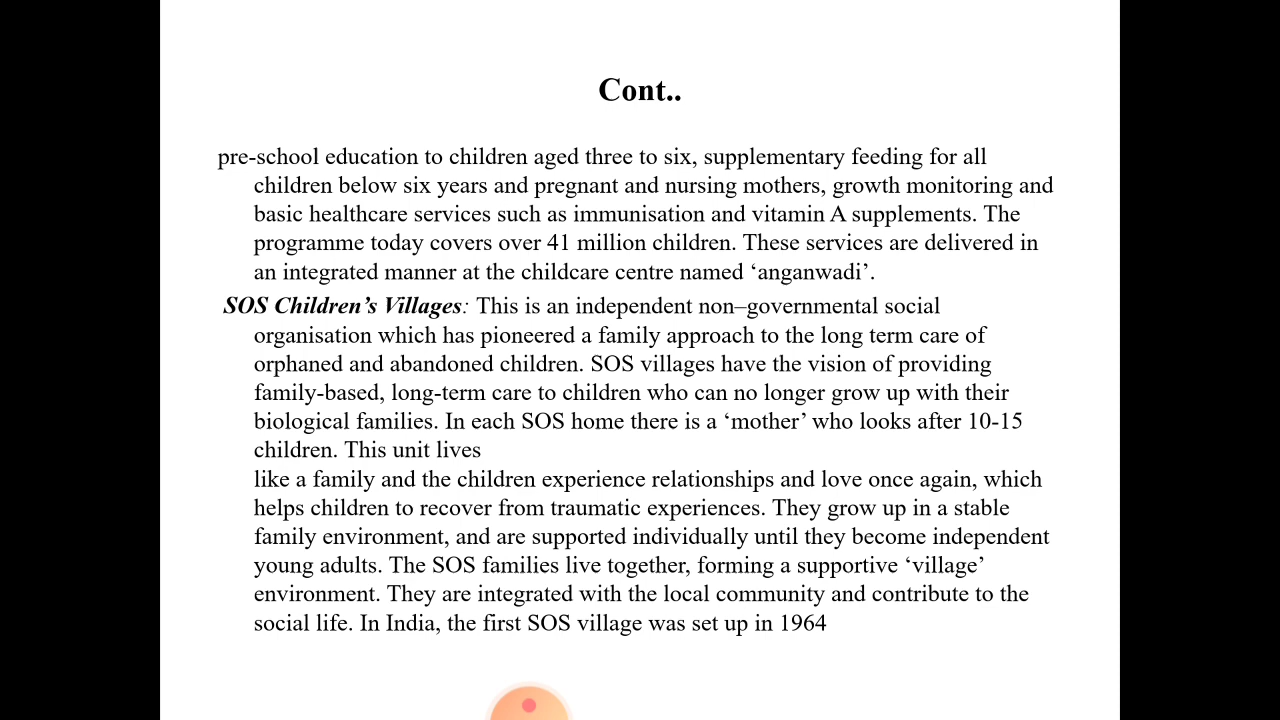 Cont..
pre-school education to children aged three to six, supplementary feeding for all
children below six years and pregnant and nursing mothers, growth monitoring and
basic healthcare services such as immunisation and vitamin A supplements. The
programme today covers over 41 million children. These services are delivered in
an integrated manner at the childcare centre named ‘anganwadi’.
SOS Children’s Villages: This is an independent non–governmental social
organisation which has pioneered a family approach to the long term care of
orphaned and abandoned children. SOS villages have the vision of providing
family-based, long-term care to children who can no longer grow up with their
biological families. In each SOS home there is a ‘mother’ who looks after 10-15
children. This unit lives
like a family and the children experience relationships and love once again, which
helps children to recover from traumatic experiences. They grow up in a stable
family environment, and are supported individually until they become independent
young adults. The SOS families live together, forming a supportive ‘village’
environment. They are integrated with the local community and contribute to the
social life. In India, the first SOS village was set up in 1964